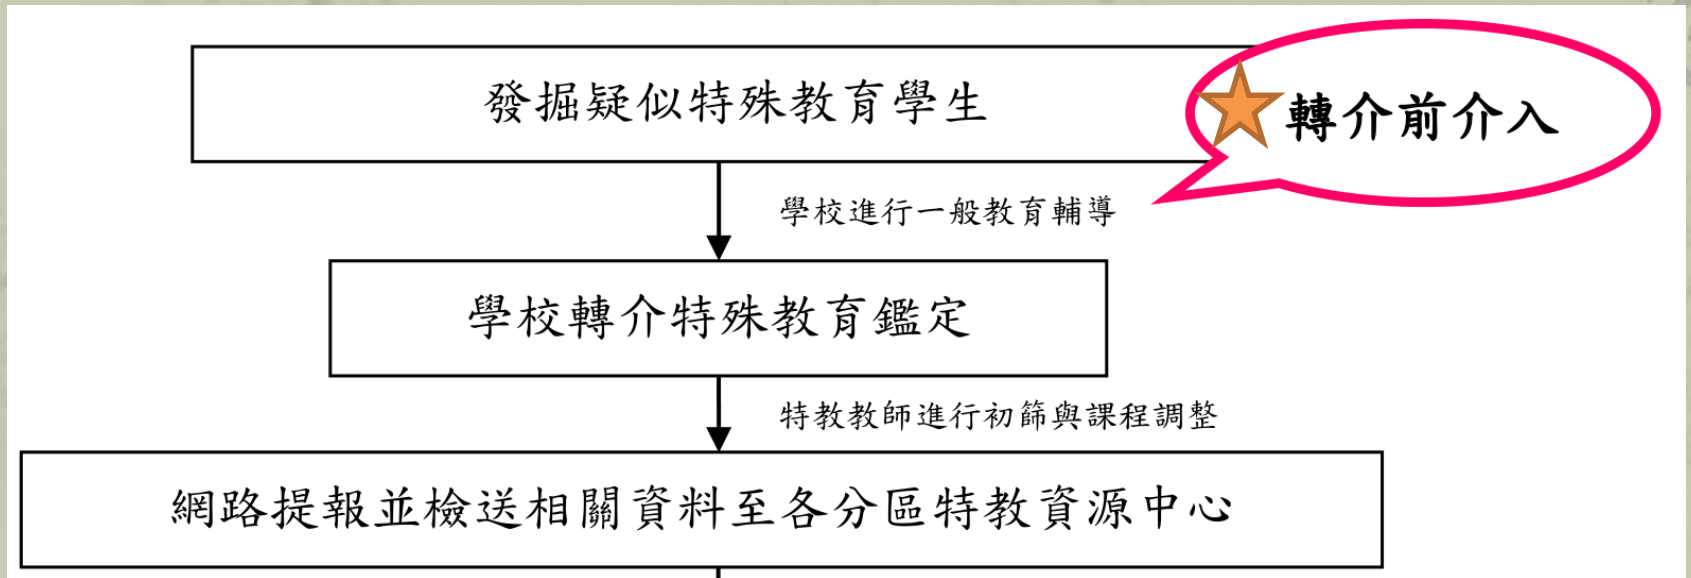 發掘疑似特殊教育學生
轉介前介入
學校進行一般教育輔導
學校轉介特殊教育鑑定
特教教師進行初篩與課程調整
網路提報並檢送相關資料至各分區特教資源中心